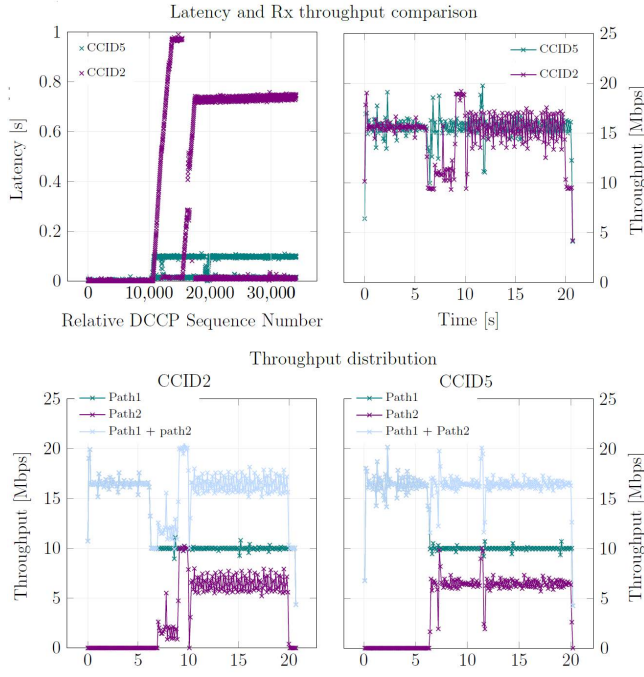 Latency and Rx throughput comparison
CCID5
CCID2
1
0.8
0.6
0.4
0.2
0
Latency [s]
0 10,000 20,000 30,000
Relative DCCP Sequence Number
CCID5
CCID2
25
20
15
10
5
0
Throughput [Mbps]
0 5 10 15 20
Time [s]
Throughput distribution
CCID2
Path1
Path2
Path1 + path2
25
20
15
10
5
0
Throughput [Mbps]
0 5 10 15 20
CCID5
Path1
Path2
Path1 + Path2
25
20
15
10
5
0
Throughput [Mbps]
0 5 10 15 20